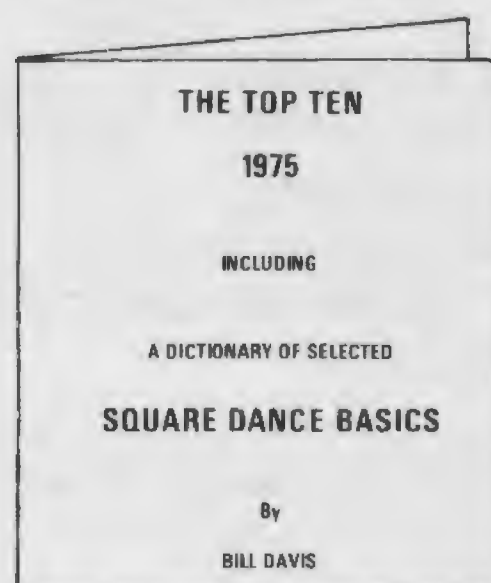 THE TOP TEN
1975
INCLUDING
A DICTIONARY OF SELECTED
SQUARE DANCE BASICS
By
BILL DAVIS